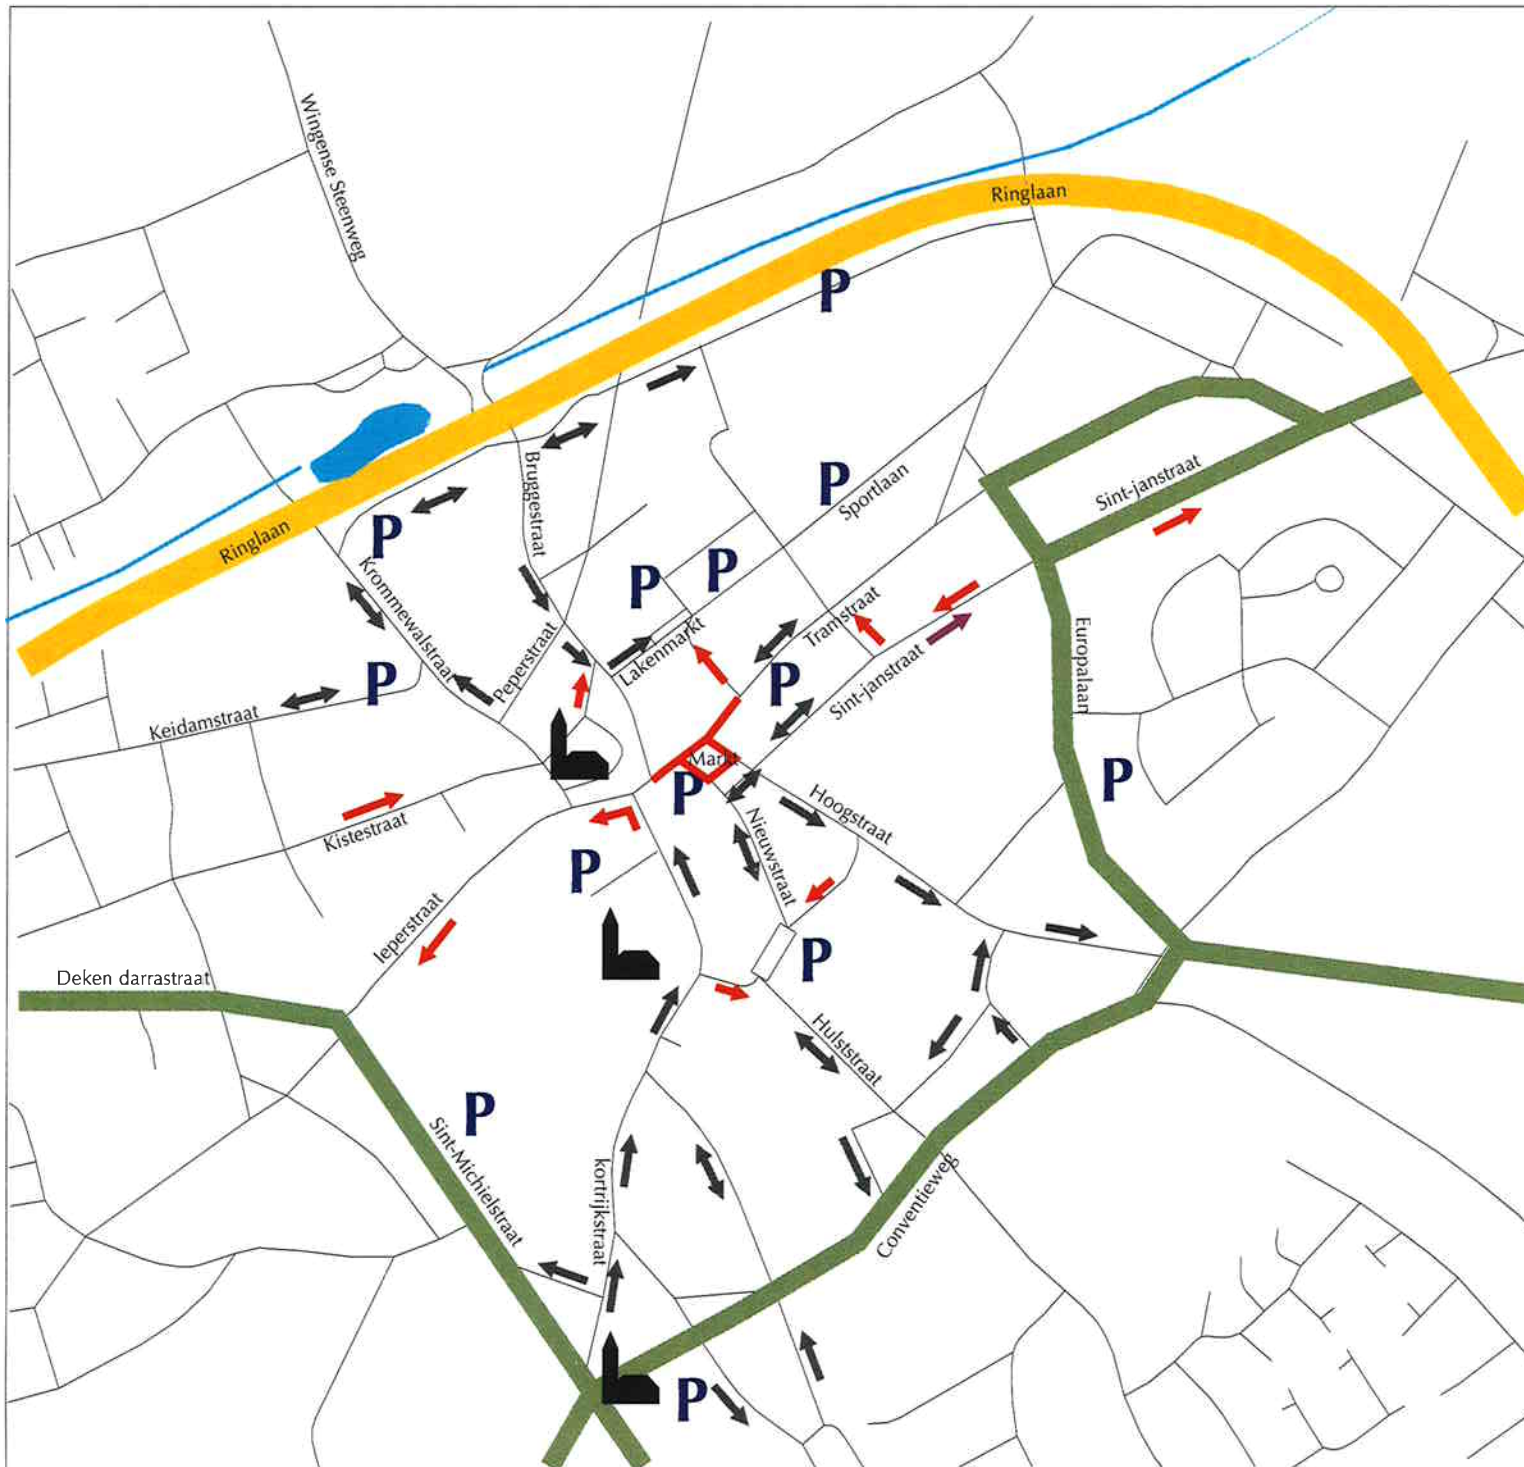 Wingense Steenweg
Ringlaan
P
Bruggestraat
P
Sportlaan
Sint-janstraat
P
Ringlaan
P
P
Krommewalstraat
Tramstraat
Europalaan
Peperstraat
Lakenmarkt
P
P
Sint-janstraat
Keidamstraat
Markt
P
P
Hoogstraat
Nieuwstraat
Kistestraat
P
Ieperstraat
P
Deken darrastraat
Hulststraat
P
Sint-Michielstraat
kortrijkstraat
Conventieweg
P